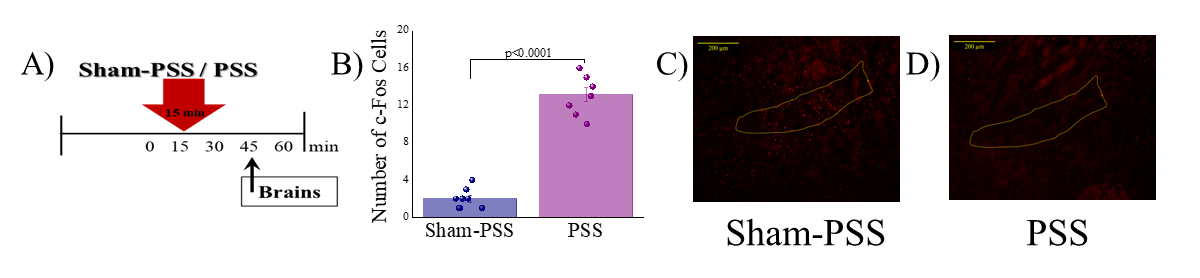 A)
Sham-PSS / PSS
15 min
0 15 30 45 60 min
Brains
B)
Number of c-Fos Cells
20
16
12
8
4
0
p<0.0001
Sham-PSS PSS
C)
200 µm
Sham-PSS
D)
200 µm
PSS